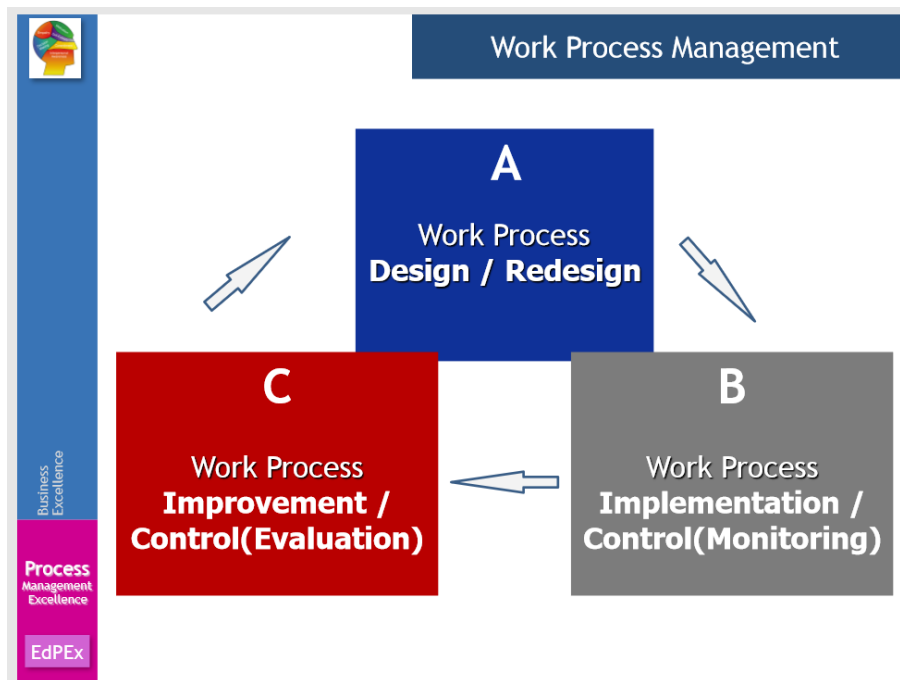 Work Process Management
A
Work Process
Design / Redesign
C
Work Process
Improvement /
Control(Evaluation)
B
Work Process
Implementation /
Control(Monitoring)
Business
Excellence
Process
Management
Excellence
EdPEx